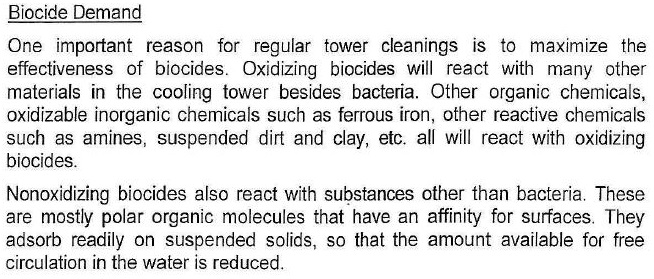 Biocide Demand
One important reason for regular tower cleanings is to maximize the
effectiveness of biocides. Oxidizing biocides will react with many other
materials in the cooling tower besides bacteria. Other organic chemicals,
oxidizable inorganic chemicals such as ferrous iron, other reactive chemicals
such as amines, suspended dirt and clay, etc. all will react with oxidizing
biocides.
Nonoxidizing biocides also react with substances other than bacteria. These
are mostly polar organic molecules that have an affinity for surfaces. They
adsorb readily on suspended solids, so that the amount available for free
circulation in the water is reduced.